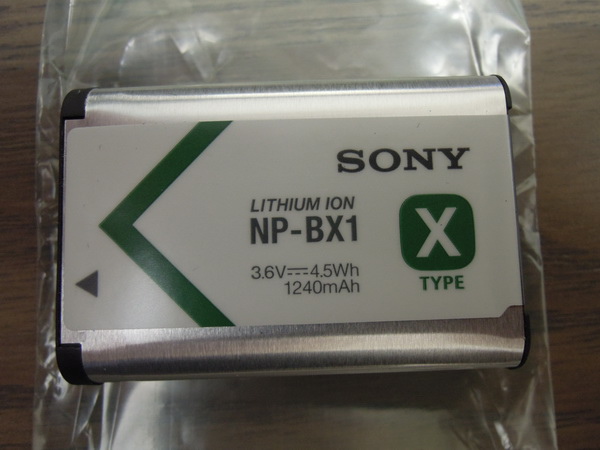 SONY
LITHIUM ION
NP-BX1
3.6V⎓4.5Wh
1240mAh
X
TYPE